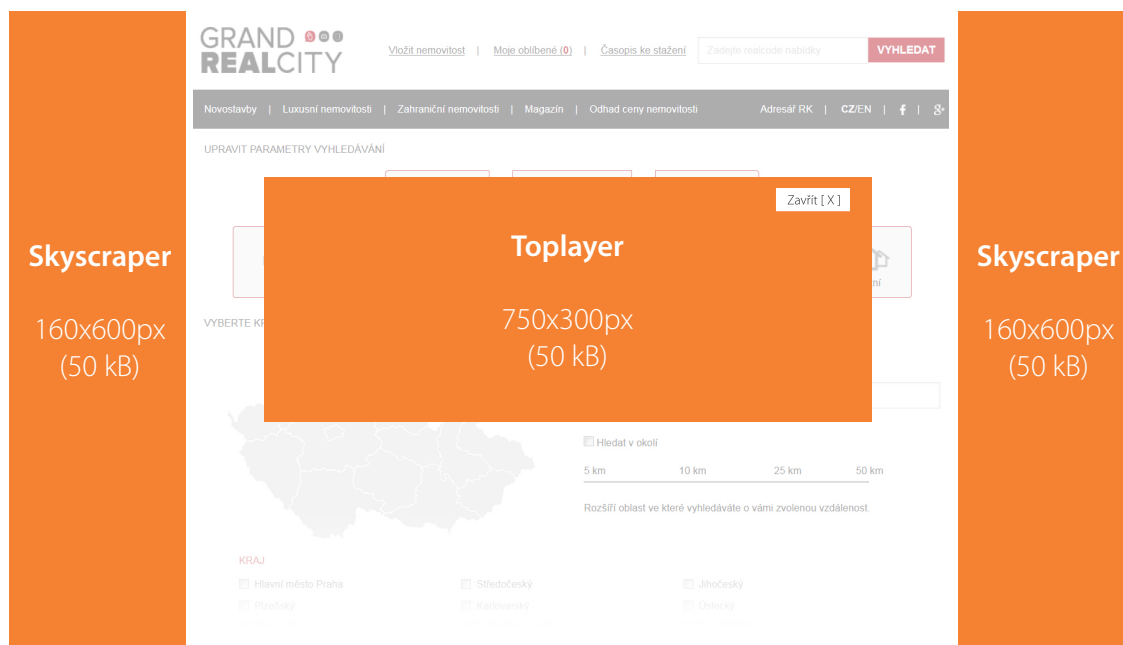 GRAND
REALCITY
Vložit nemovitost | Moje oblíbené (0) | Časopis ke stažení
Zadejte realcode nabídky
VYHLEDAT
Novostavby | Luxusní nemovitosti | Zahraniční nemovitosti | Magazín | Odhad ceny nemovitosti
Adresář RK | CZ/EN | f | g+
UPRAVIT PARAMETRY VYHLEDÁVÁNÍ
Zavřít [ X ]
Toplayer
750x300px
(50 kB)
Skyscraper
160x600px
(50 kB)
Skyscraper
160x600px
(50 kB)
ní
VYBERTE KR
Hledat v okolí
5 km 10 km 25 km 50 km
Rozšíří oblast ve které vyhledáváte o vámi zvolenou vzdálenost.
KRAJ
Hlavní město Praha Středočeský Jihočeský
Plzeňský Karlovarský Ústecký